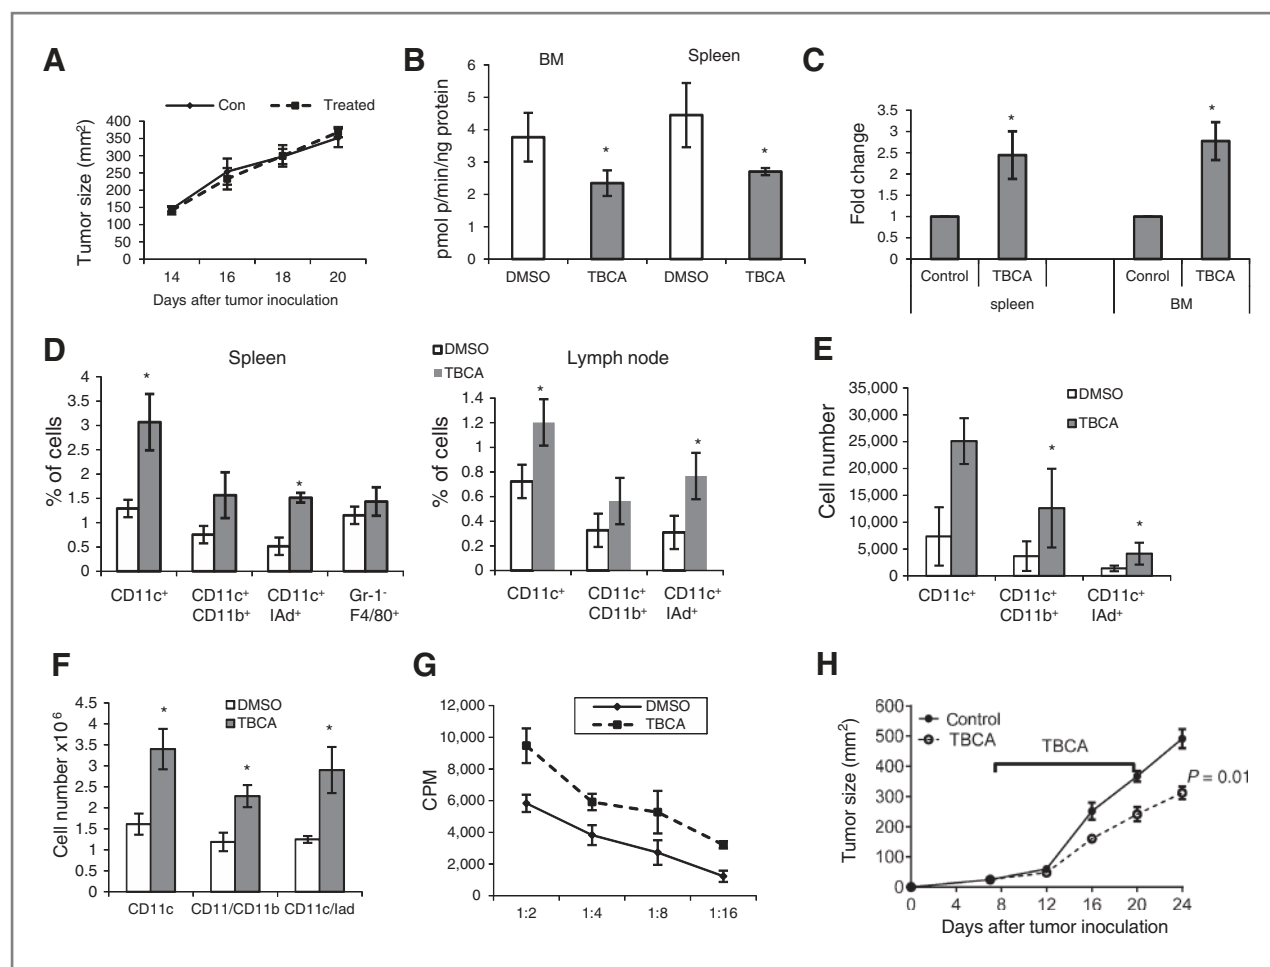 A
Con
Treated
Tumor size (mm²)
400
350
300
250
200
150
100
50
0
14 16 18 20
Days after tumor inoculation
B
BM
Spleen
pmol p/min/ng protein
6
5
4
3
2
1
0
*
*
DMSO TBCA DMSO TBCA
C
Fold change
3.5
3
2.5
2
1.5
1
0.5
0
*
*
Control TBCA Conrol TBCA
spleen BM
D
Spleen
% of cells
4
3.5
3
2.5
2
1.5
1
0.5
0
*
*
CD11c⁺ CD11c⁺ CD11c⁺ Gr-1⁻
CD11b⁺ IAd⁺ F4/80⁺
DMSO
TBCA
Lymph node
% of cells
1.4
1.2
1
0.8
0.6
0.4
0.2
0
*
*
CD11c⁺ CD11c⁺ CD11c⁺
CD11b⁺ IAd⁺
E
Cell number
35,000
30,000
25,000
20,000
15,000
10,000
5,000
0
DMSO
TBCA
*
*
CD11c⁺ CD11c⁺ CD11c⁺
CD11b⁺ IAd⁺
F
Cell number x10⁶
4.5
4
3.5
3
2.5
2
1.5
1
0.5
0
DMSO
TBCA
*
*
*
CD11c CD11/CD11b CD11c/Iad
G
CPM
12,000
10,000
8,000
6,000
4,000
2,000
0
DMSO
TBCA
1:2 1:4 1:8 1:16
H
Tumor size (mm²)
600
500
400
300
200
100
0
Control
TBCA
TBCA
P = 0.01
0 4 8 12 16 20 24
Days after tumor inoculation